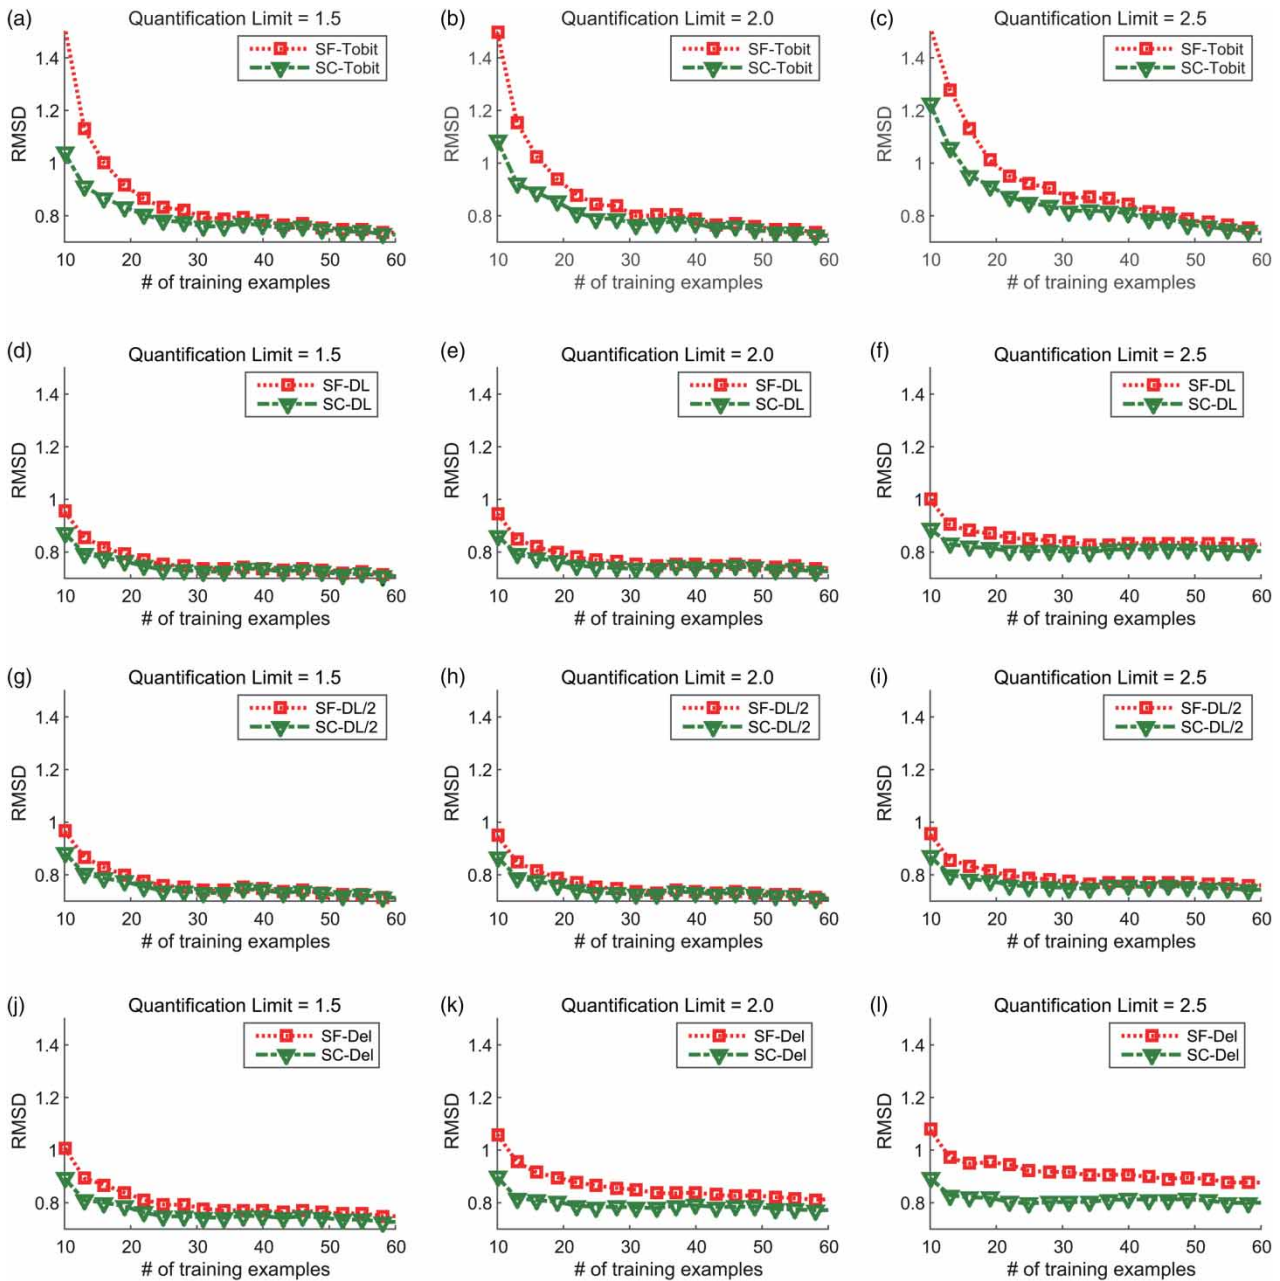 (a) Quantification Limit = 1.5
SF-Tobit
SC-Tobit
1.4
1.2
1
0.8
RMSD
10 20 30 40 50 60
# of training examples
(b) Quantification Limit = 2.0
SF-Tobit
SC-Tobit
1.4
1.2
1
0.8
RMSD
10 20 30 40 50 60
# of training examples
(c) Quantification Limit = 2.5
SF-Tobit
SC-Tobit
1.4
1.2
1
0.8
RMSD
10 20 30 40 50 60
# of training examples
(d) Quantification Limit = 1.5
SF-DL
SC-DL
1.4
1.2
1
0.8
RMSD
10 20 30 40 50 60
# of training examples
(e) Quantification Limit = 2.0
SF-DL
SC-DL
1.4
1.2
1
0.8
RMSD
10 20 30 40 50 60
# of training examples
(f) Quantification Limit = 2.5
SF-DL
SC-DL
1.4
1.2
1
0.8
RMSD
10 20 30 40 50 60
# of training examples
(g) Quantification Limit = 1.5
SF-DL/2
SC-DL/2
1.4
1.2
1
0.8
RMSD
10 20 30 40 50 60
# of training examples
(h) Quantification Limit = 2.0
SF-DL/2
SC-DL/2
1.4
1.2
1
0.8
RMSD
10 20 30 40 50 60
# of training examples
(i) Quantification Limit = 2.5
SF-DL/2
SC-DL/2
1.4
1.2
1
0.8
RMSD
10 20 30 40 50 60
# of training examples
(j) Quantification Limit = 1.5
SF-Del
SC-Del
1.4
1.2
1
0.8
RMSD
10 20 30 40 50 60
# of training examples
(k) Quantification Limit = 2.0
SF-Del
SC-Del
1.4
1.2
1
0.8
RMSD
10 20 30 40 50 60
# of training examples
(l) Quantification Limit = 2.5
SF-Del
SC-Del
1.4
1.2
1
0.8
RMSD
10 20 30 40 50 60
# of training examples